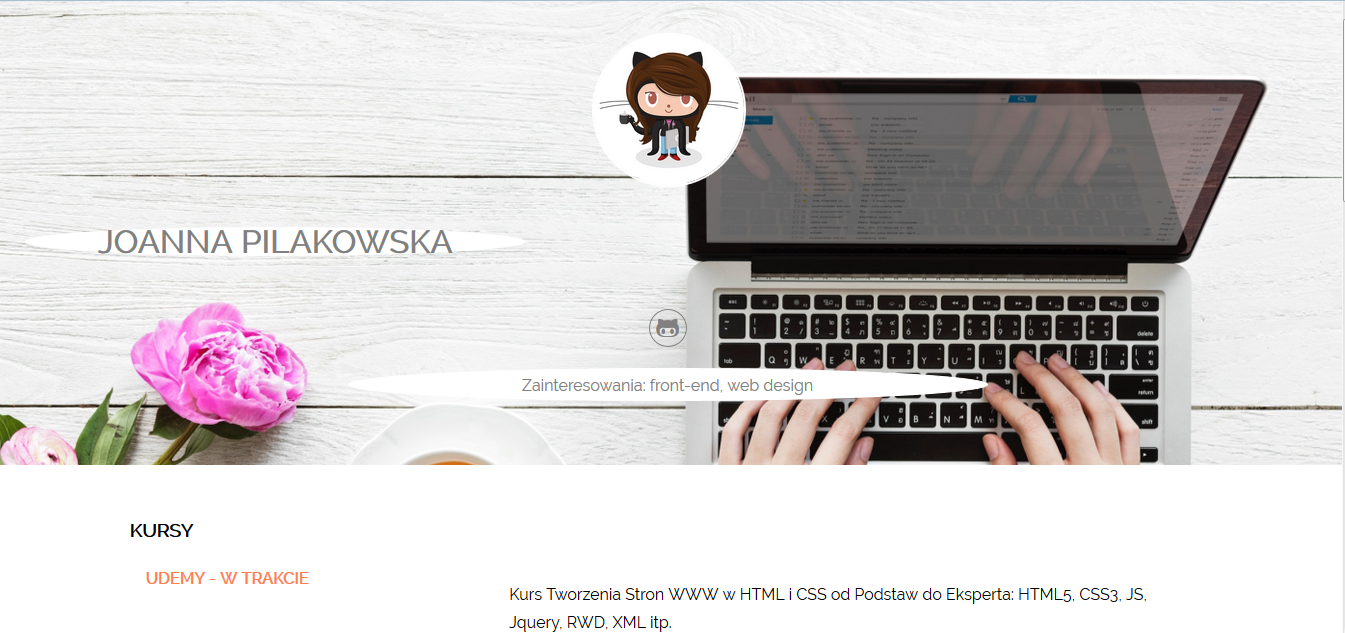 JOANNA PILAKOWSKA
Zainteresowania: front-end, web design
KURSY
UDEMY - W TRAKCIE
Kurs Tworzenia Stron WWW w HTML i CSS od Podstaw do Eksperta: HTML5, CSS3, JS,
Jquery, RWD, XML itp.